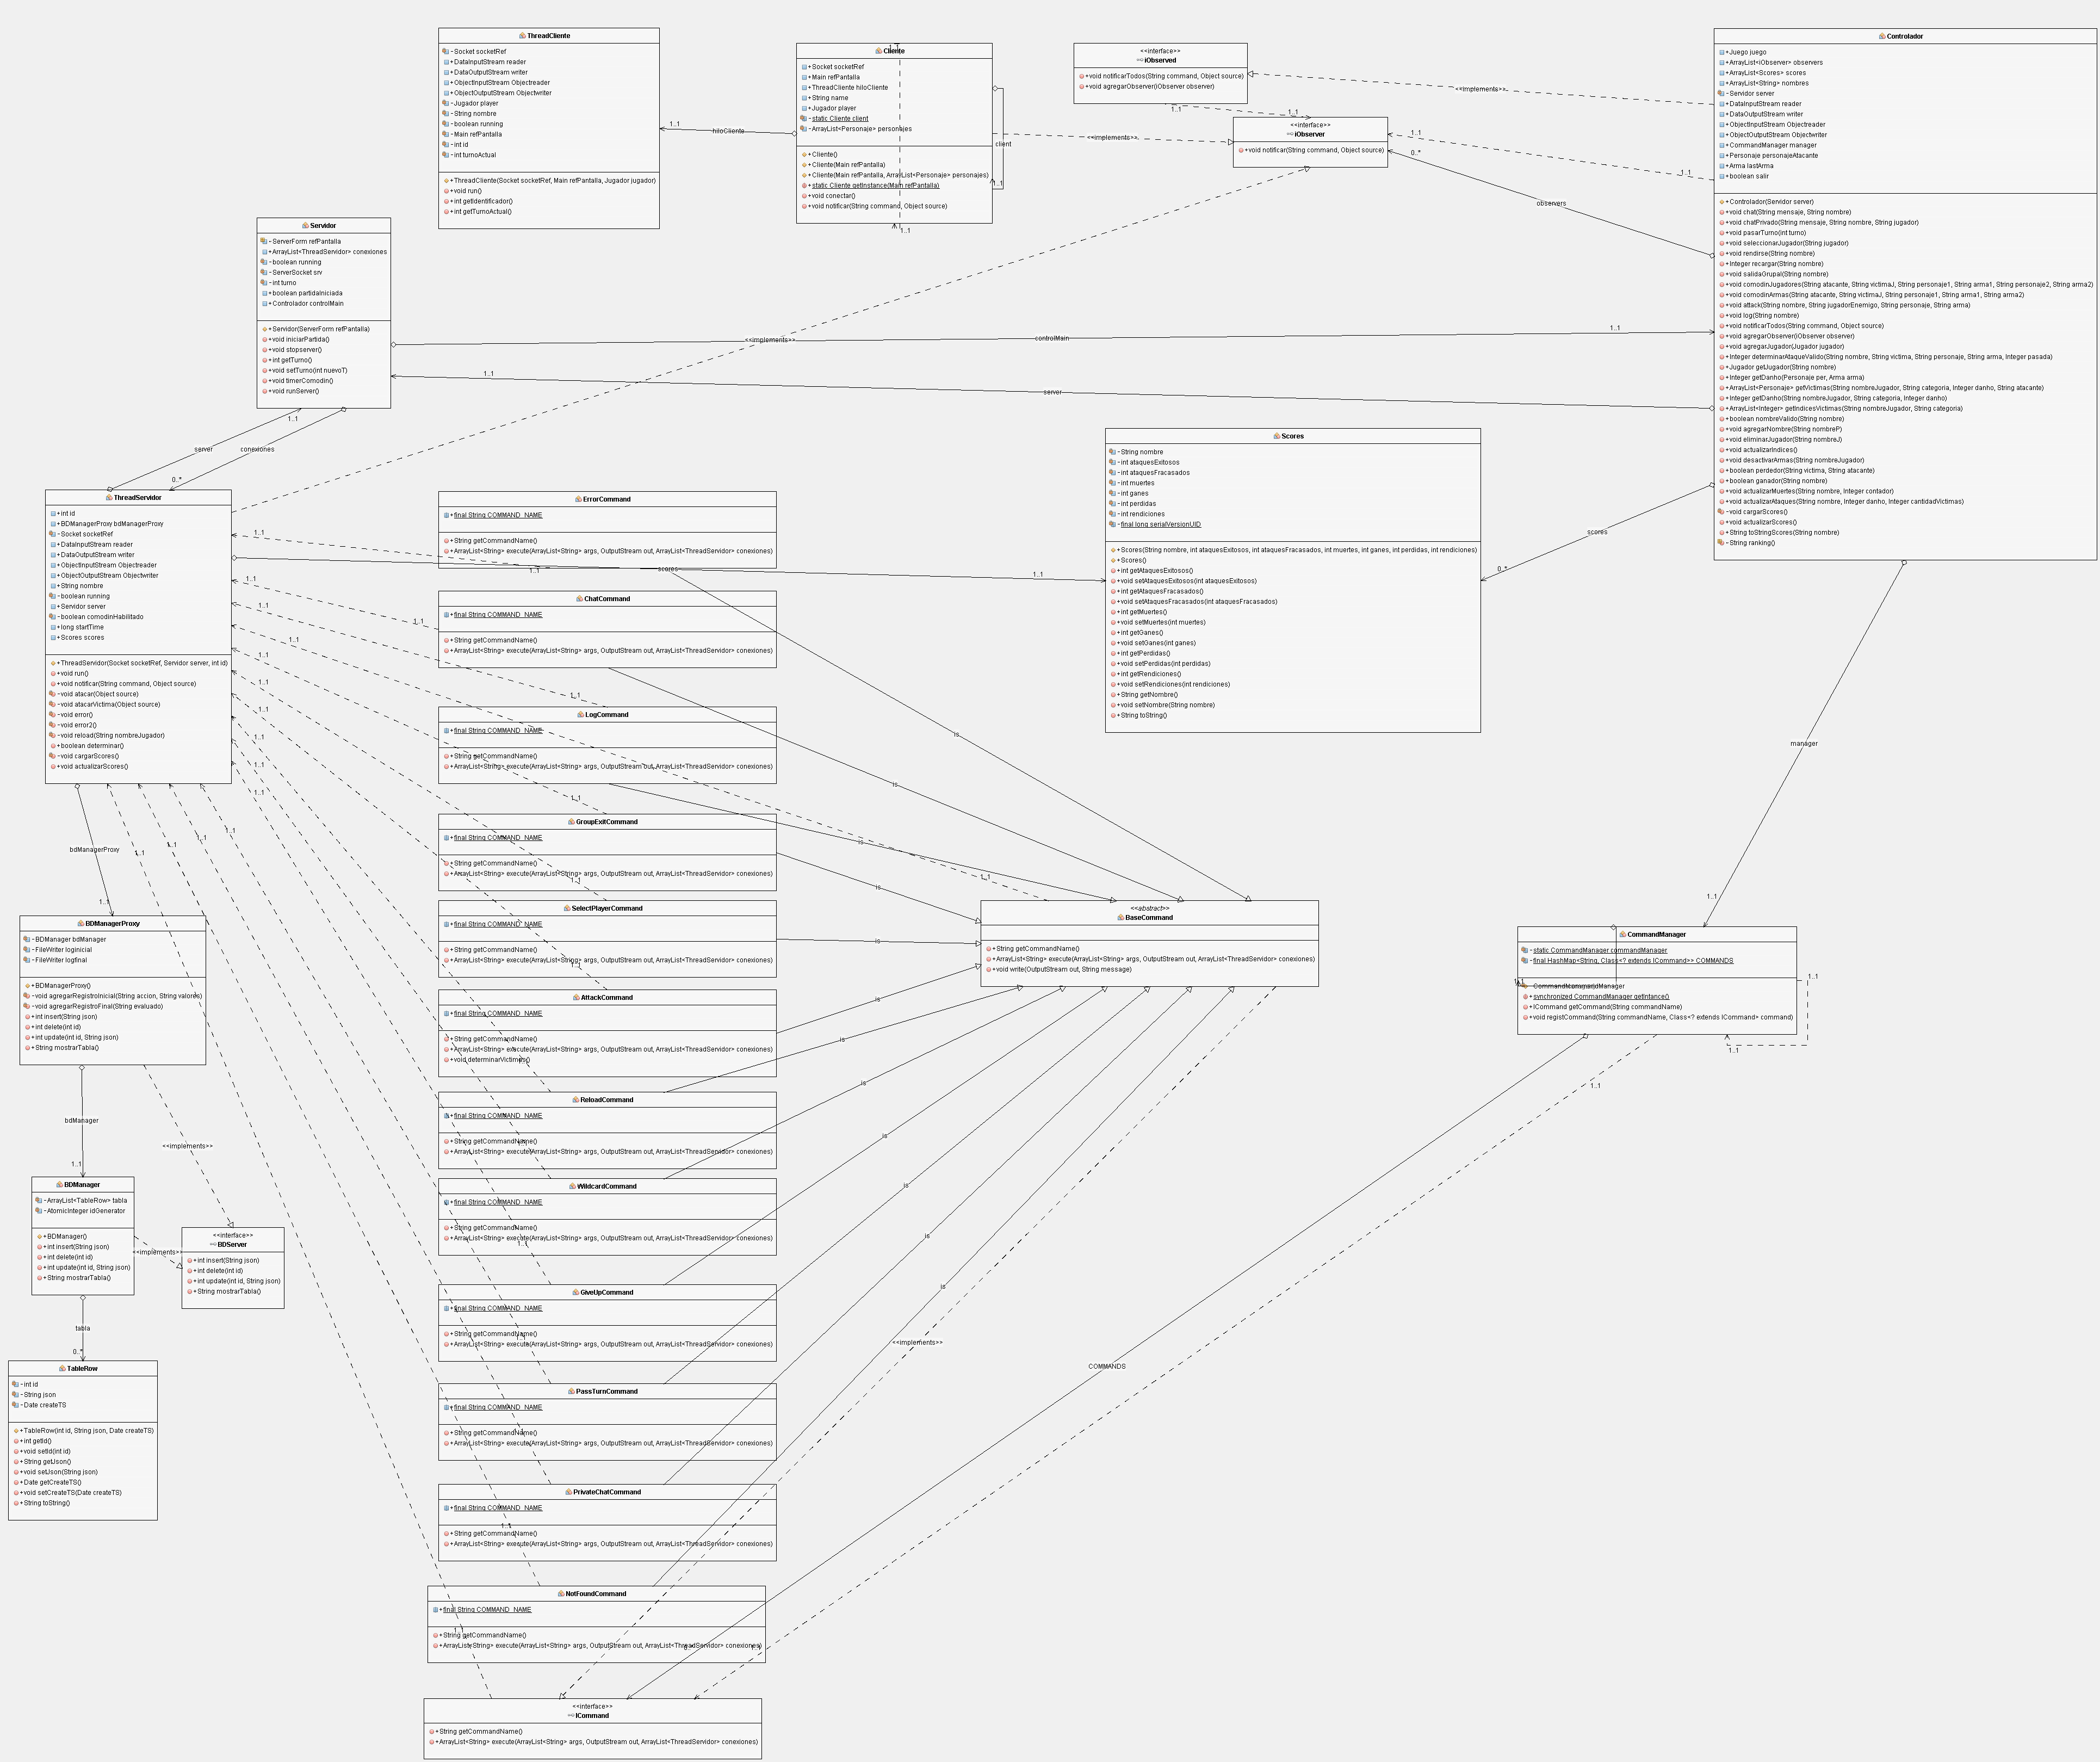 ThreadCliente
-Socket socketRef
+DataInputStream reader
+DataOutputStream writer
+ObjectInputStream Objectreader
+ObjectOutputStream Objectwriter
-Jugador player
-String nombre
-boolean running
-Main refPantalla
-int id
-int turnoActual
+ThreadCliente(Socket socketRef, Main refPantalla, Jugador jugador)
+void run()
+int getIdentificador()
+int getTurnoActual()
Cliente
+Socket socketRef
+Main refPantalla
+ThreadCliente hiloCliente
+String name
+Jugador player
-static Cliente client
-ArrayList<Personaje> personajes
+Cliente()
+Cliente(Main refPantalla)
+Cliente(Main refPantalla, ArrayList<Personaje> personajes)
+static Cliente getInstance(Main refPantalla)
+void conectar()
+void notificar(String command, Object source)
1..1
hiloCliente
client
1..1
1..1
<<interface>>
iObserved
+void notificarTodos(String command, Object source)
+void agregarObserver(iObserver observer)
1..1
1..1
<<interface>>
iObserver
+void notificar(String command, Object source)
<<implements>>
<<implements>>
1..1
1..1
0..*
observers
Controlador
+Juego juego
+ArrayList<iObserver> observers
+ArrayList<Scores> scores
+ArrayList<String> nombres
-Servidor server
+DataInputStream reader
+DataOutputStream writer
+ObjectInputStream Objectreader
+ObjectOutputStream Objectwriter
+CommandManager manager
+Personaje personajeAtacante
+Arma lastArma
+boolean salir
+Controlador(Servidor server)
+void chat(String mensaje, String nombre)
+void chatPrivado(String mensaje, String nombre, String jugador)
+void pasarTurno(int turno)
+void seleccionarJugador(String jugador)
+void rendirse(String nombre)
+Integer recargar(String nombre)
+void salidaGrupal(String nombre)
+void comodinJugadores(String atacante, String victimaJ, String personaje1, String arma1, String personaje2, String arma2)
+void comodinArmas(String atacante, String victimaJ, String personaje1, String arma1, String arma2)
+void attack(String nombre, String jugadorEnemigo, String personaje, String arma)
+void log(String nombre)
+void notificarTodos(String command, Object source)
+void agregarObserver(iObserver observer)
+void agregarJugador(Jugador jugador)
+Integer determinarAtaqueValido(String nombre, String victima, String personaje, String arma, Integer pasada)
+Jugador getJugador(String nombre)
+Integer getDanho(Personaje per, Arma arma)
+ArrayList<Personaje> getVictimas(String nombreJugador, String categoria, Integer danho, String atacante)
+Integer getDanho(String nombreJugador, String categoria, Integer danho)
+ArrayList<Integer> getIndicesVictimas(String nombreJugador, String categoria)
+boolean nombreValido(String nombre)
+void agregarNombre(String nombreP)
+void eliminarJugador(String nombreJ)
+void actualizarIndices()
+void desactivarArmas(String nombreJugador)
+boolean perdedor(String victima, String atacante)
+boolean ganador(String nombre)
+void actualizarMuertes(String nombre, Integer contador)
+void actualizarAtaques(String nombre, Integer danho, Integer cantidadVictimas)
-void cargarScores()
+void actualizarScores()
+String toStringScores(String nombre)
-String ranking()
Servidor
-ServerForm refPantalla
+ArrayList<ThreadServidor> conexiones
-boolean running
-ServerSocket srv
-int turno
+boolean partidaIniciada
+Controlador controlMain
+Servidor(ServerForm refPantalla)
+void iniciarPartida()
+void stopserver()
+int getTurno()
+void setTurno(int nuevoT)
+void timerComodin()
+void runServer()
<<implements>>
controlMain
1..1
1..1
server
1..1
server
conexiones
0..*
ThreadServidor
+int id
+BDManagerProxy bdManagerProxy
-Socket socketRef
+DataInputStream reader
+DataOutputStream writer
+ObjectInputStream Objectreader
+ObjectOutputStream Objectwriter
+String nombre
-boolean running
+Servidor server
-boolean comodinHabilitado
+long startTime
+Scores scores
+ThreadServidor(Socket socketRef, Servidor server, int id)
+void run()
+void notificar(String command, Object source)
-void atacar(Object source)
-void atacarVictima(Object source)
-void error()
-void error2()
-void reload(String nombreJugador)
+boolean determinar()
-void cargarScores()
+void actualizarScores()
Scores
-String nombre
-int ataquesExitosos
-int ataquesFracasados
-int muertes
-int ganes
-int perdidas
-int rendiciones
-final long serialVersionUID
+Scores(String nombre, int ataquesExitosos, int ataquesFracasados, int muertes, int ganes, int perdidas, int rendiciones)
+Scores()
+int getAtaquesExitosos()
+void setAtaquesExitosos(int ataquesExitosos)
+int getAtaquesFracasados()
+void setAtaquesFracasados(int ataquesFracasados)
+int getMuertes()
+void setMuertes(int muertes)
+int getGanes()
+void setGanes(int ganes)
+int getPerdidas()
+void setPerdidas(int perdidas)
+int getRendiciones()
+void setRendiciones(int rendiciones)
+String getNombre()
+void setNombre(String nombre)
+String toString()
scores
0..*
scores
1..1
manager
1..1
ErrorCommand
+final String COMMAND_NAME
+String getCommandName()
+ArrayList<String> execute(ArrayList<String> args, OutputStream out, ArrayList<ThreadServidor> conexiones)
ChatCommand
+final String COMMAND_NAME
+String getCommandName()
+ArrayList<String> execute(ArrayList<String> args, OutputStream out, ArrayList<ThreadServidor> conexiones)
LogCommand
+final String COMMAND_NAME
+String getCommandName()
+ArrayList<String> execute(ArrayList<String> args, OutputStream out, ArrayList<ThreadServidor> conexiones)
GroupExitCommand
+final String COMMAND_NAME
+String getCommandName()
+ArrayList<String> execute(ArrayList<String> args, OutputStream out, ArrayList<ThreadServidor> conexiones)
SelectPlayerCommand
+final String COMMAND_NAME
+String getCommandName()
+ArrayList<String> execute(ArrayList<String> args, OutputStream out, ArrayList<ThreadServidor> conexiones)
AttackCommand
+final String COMMAND_NAME
+String getCommandName()
+ArrayList<String> execute(ArrayList<String> args, OutputStream out, ArrayList<ThreadServidor> conexiones)
+void determinarVictimas()
ReloadCommand
+final String COMMAND_NAME
+String getCommandName()
+ArrayList<String> execute(ArrayList<String> args, OutputStream out, ArrayList<ThreadServidor> conexiones)
WildcardCommand
+final String COMMAND_NAME
+String getCommandName()
+ArrayList<String> execute(ArrayList<String> args, OutputStream out, ArrayList<ThreadServidor> conexiones)
GiveUpCommand
+final String COMMAND_NAME
+String getCommandName()
+ArrayList<String> execute(ArrayList<String> args, OutputStream out, ArrayList<ThreadServidor> conexiones)
PassTurnCommand
+final String COMMAND_NAME
+String getCommandName()
+ArrayList<String> execute(ArrayList<String> args, OutputStream out, ArrayList<ThreadServidor> conexiones)
PrivateChatCommand
+final String COMMAND_NAME
+String getCommandName()
+ArrayList<String> execute(ArrayList<String> args, OutputStream out, ArrayList<ThreadServidor> conexiones)
NotFoundCommand
+final String COMMAND_NAME
+String getCommandName()
+ArrayList<String> execute(ArrayList<String> args, OutputStream out, ArrayList<ThreadServidor> conexiones)
<<interface>>
ICommand
+String getCommandName()
+ArrayList<String> execute(ArrayList<String> args, OutputStream out, ArrayList<ThreadServidor> conexiones)
is
is
is
is
is
is
is
is
is
is
is
is
<<implements>>
<<abstract>>
BaseCommand
+String getCommandName()
+ArrayList<String> execute(ArrayList<String> args, OutputStream out, ArrayList<ThreadServidor> conexiones)
+void write(OutputStream out, String message)
CommandManager
-static CommandManager commandManager
-final HashMap<String, Class<? extends ICommand>> COMMANDS
+synchronized CommandManager getIntance()
+ICommand getCommand(String commandName)
+void registCommand(String commandName, Class<? extends ICommand> command)
1..1
1..1
1..1
COMMANDS
bdManagerProxy
1..1
BDManagerProxy
-BDManager bdManager
-FileWriter loginicial
-FileWriter logfinal
+BDManagerProxy()
-void agregarRegistroInicial(String accion, String valores)
-void agregarRegistroFinal(String evaluado)
+int insert(String json)
+int delete(int id)
+int update(int id, String json)
+String mostrarTabla()
bdManager
1..1
<<implements>>
BDManager
-ArrayList<TableRow> tabla
-AtomicInteger idGenerator
+BDManager()
+int insert(String json)
+int delete(int id)
+int update(int id, String json)
+String mostrarTabla()
<<implements>>
<<interface>>
BDServer
+int insert(String json)
+int delete(int id)
+int update(int id, String json)
+String mostrarTabla()
tabla
0..*
TableRow
-int id
-String json
-Date createTS
+TableRow(int id, String json, Date createTS)
+int getId()
+void setId(int id)
+String getJson()
+void setJson(String json)
+Date getCreateTS()
+void setCreateTS(Date createTS)
+String toString()